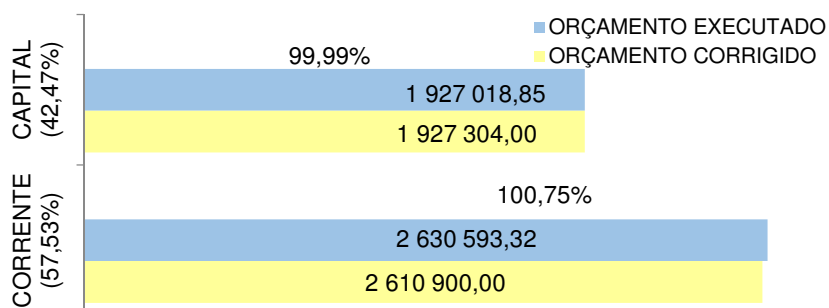 ORÇAMENTO EXECUTADO
ORÇAMENTO CORRIGIDO
CAPITAL
(42,47%)
99,99%
1 927 018,85
1 927 304,00
CORRENTE
(57,53%)
100,75%
2 630 593,32
2 610 900,00